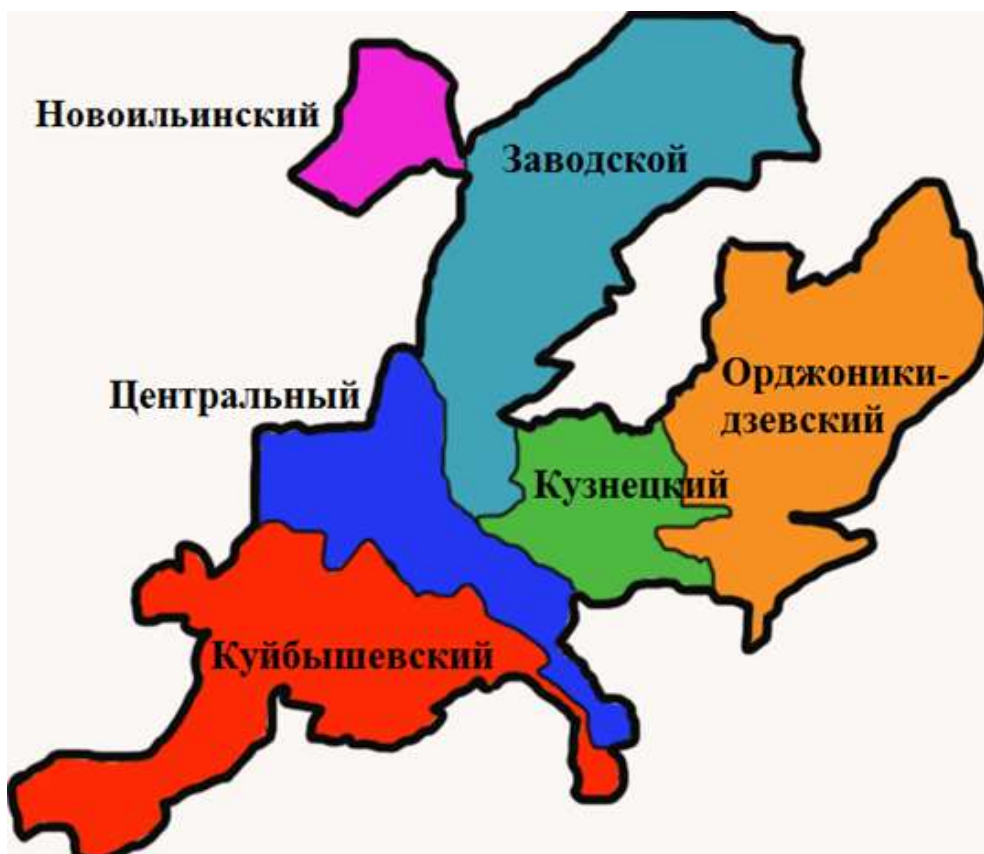 Новоильинский
Заводской
Центральный
Орджоники-
дзевский
Кузнецкий
Куйбышевский